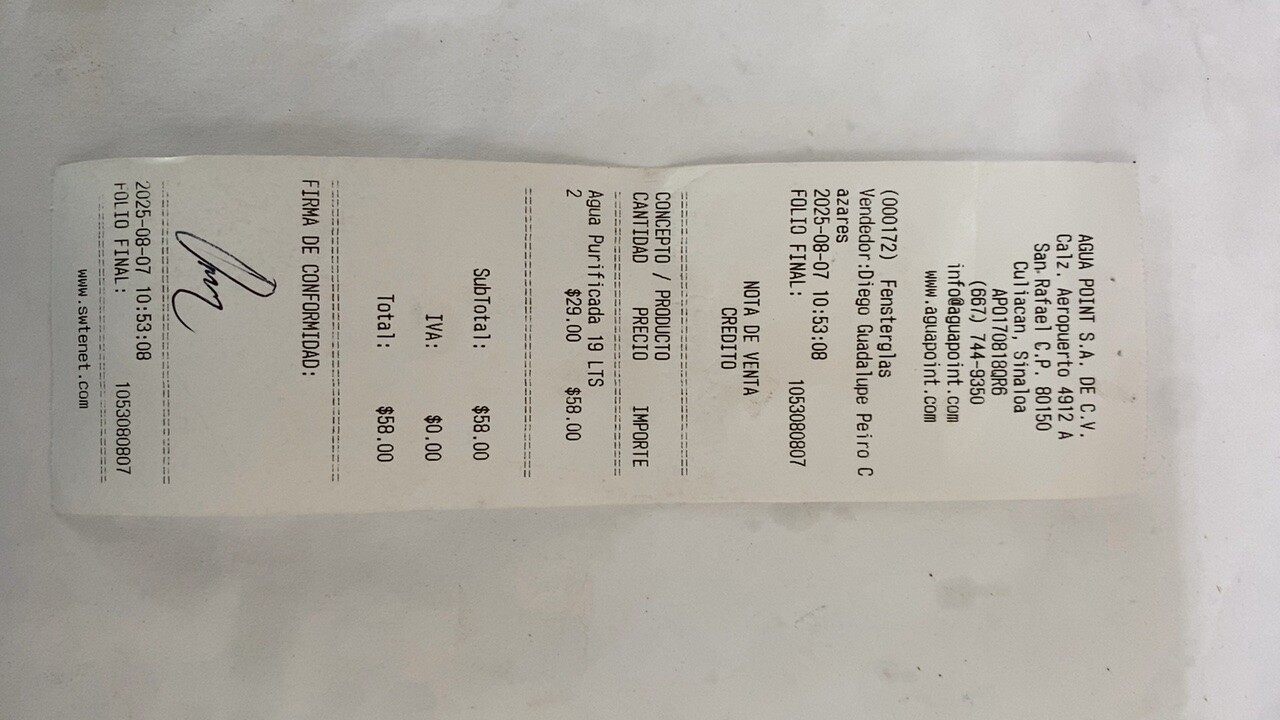 AGUA POINT S.A. DE C.V.
Calz. Aeropuerto 4912 A
San Rafael C.P. 80150
Culiacan, Sinaloa
APO170818QR6
(667) 744-9350
info@aguapoint.com
www.aguapoint.com
(000172) Fensterglas
Vendedor:Diego Guadalupe Peiro C
azares
2025-08-07 10:53:08
FOLIO FINAL: 1053080807
NOTA DE VENTA
CREDITO
CONCEPTO / PRODUCTO
CANTIDAD PRECIO IMPORTE
Agua Purificada 19 LTS
2 $29.00 $58.00
SubTotal: $58.00
IVA: $0.00
Total: $58.00
FIRMA DE CONFORMIDAD:
2025-08-07 10:53:08
FOLIO FINAL: 1053080807
www.swtenet.com